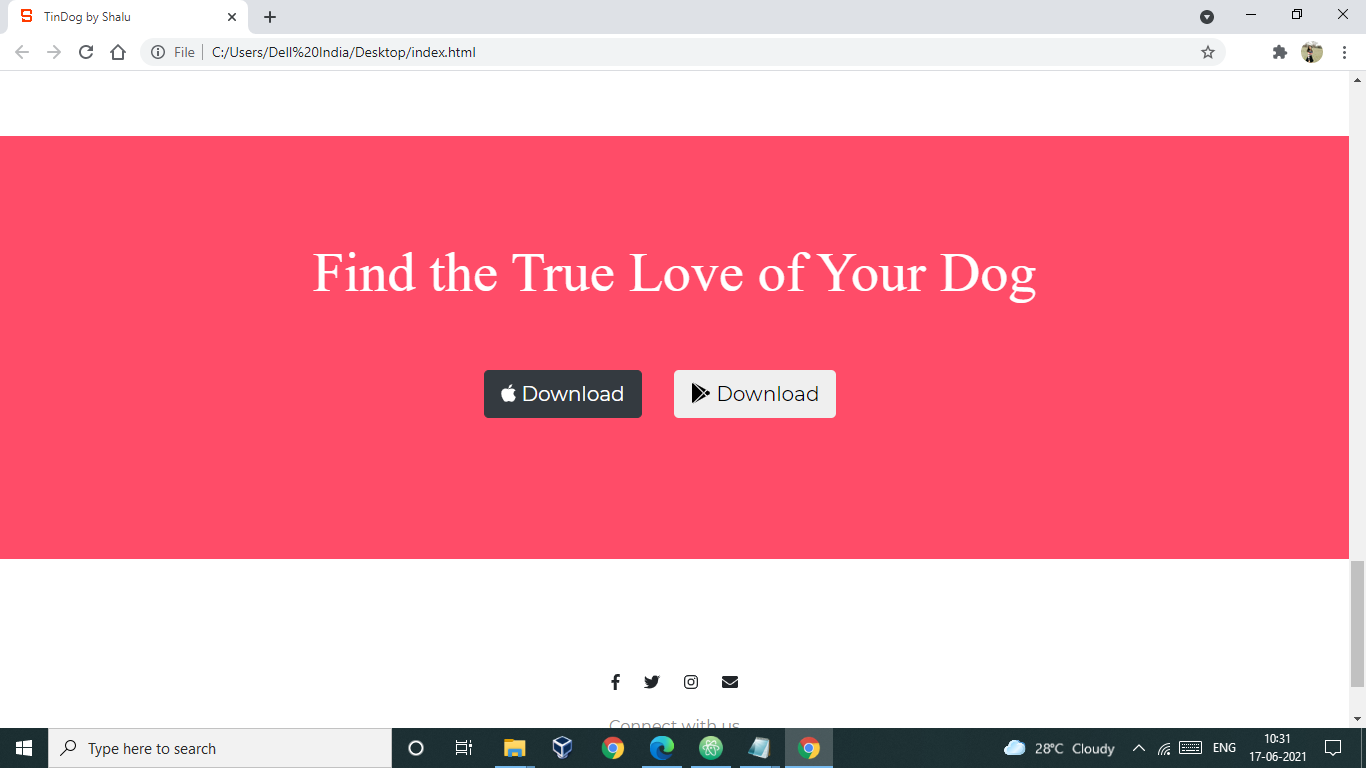 TinDog by Shalu
File
C:/Users/Dell%20India/Desktop/index.html
Find the True Love of Your Dog
Download
Download
Connect with us
Type here to search
28°C Cloudy
ENG
10:31
17-06-2021